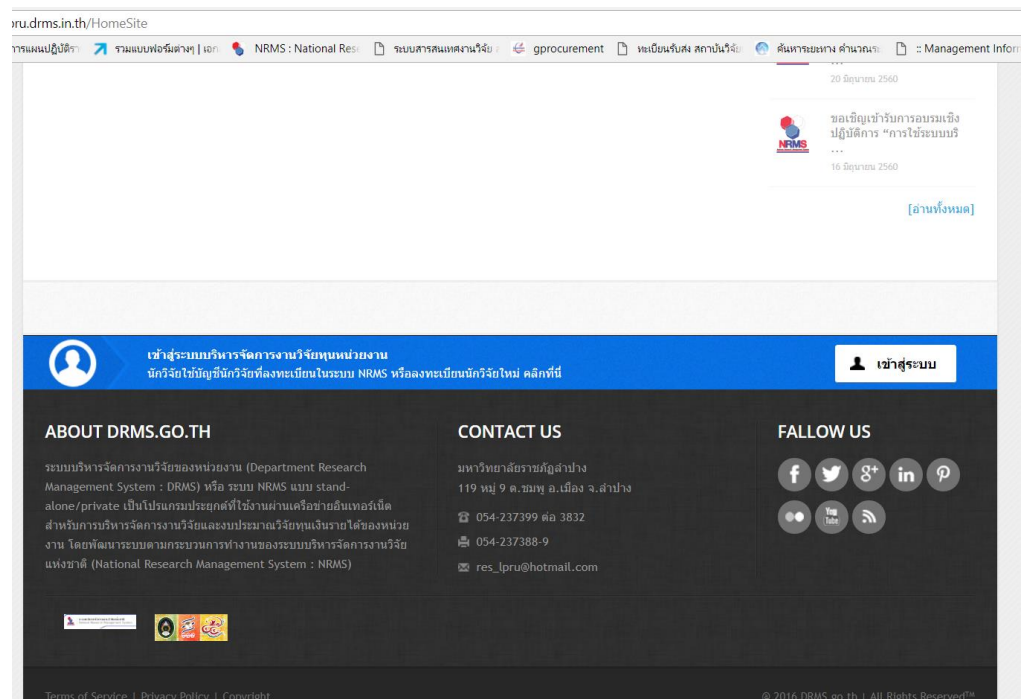 pru.drms.in.th/HomeSite
รวมแบบฟอร์มต่างๆ | เอก
NRMS : National Res
ระบบสารสนเทศงานวิจัย
gprocurement
ทะเบียนรับส่ง สถาบันวิจัย
ค้นหาระยะทาง คำนวณระ
:: Management Inform
...
20 มิถุนายน 2560
NRMS
ขอเชิญเข้ารับการอบรมเชิง
ปฏิบัติการ “การใช้ระบบบริ
...
16 มิถุนายน 2560
[อ่านทั้งหมด]
เข้าสู่ระบบบริหารจัดการงานวิจัยทุนหน่วยงาน
นักวิจัยใช้บัญชีนักวิจัยที่ลงทะเบียนในระบบ NRMS หรือลงทะเบียนนักวิจัยใหม่ คลิกที่นี่
เข้าสู่ระบบ
ABOUT DRMS.GO.TH
ระบบบริหารจัดการงานวิจัยของหน่วยงาน (Department Research
Management System : DRMS) หรือ ระบบ NRMS แบบ stand-
alone/private เป็นโปรแกรมประยุกต์ที่ใช้งานผ่านเครือข่ายอินเทอร์เน็ต
สำหรับการบริหารจัดการงานวิจัยและงบประมาณวิจัยทุนเงินรายได้ของหน่วย
งาน โดยพัฒนาระบบตามกระบวนการทำงานของระบบบริหารจัดการงานวิจัย
แห่งชาติ (National Research Management System : NRMS)
CONTACT US
มหาวิทยาลัยราชภัฏลำปาง
119 หมู่ 9 ต.ชมพู อ.เมือง จ.ลำปาง
054-237399 ต่อ 3832
054-237388-9
res_lpru@hotmail.com
FALLOW US
f
8+
in
You
Tube
Terms of Service | Privacy Policy | Copyright
© 2016 DRMS.go.th | All Rights Reserved™